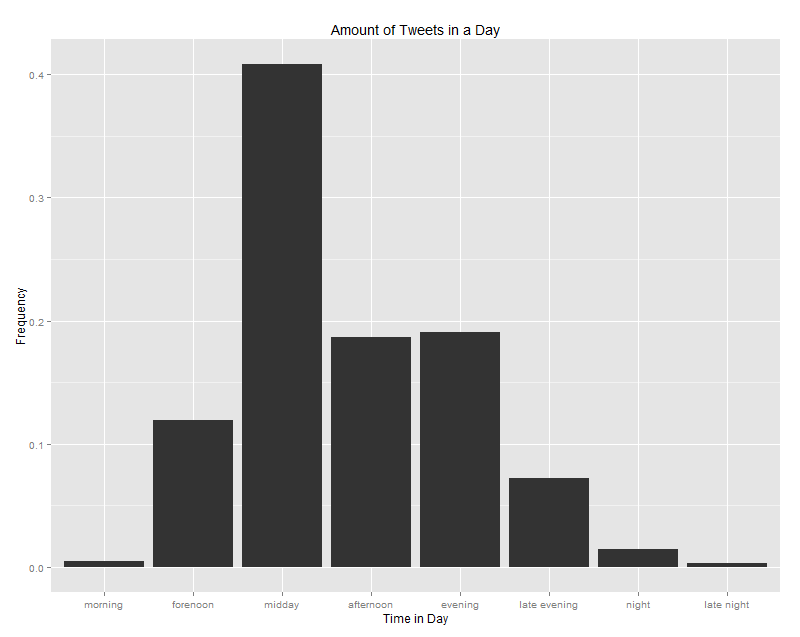 Amount of Tweets in a Day
0.4
0.3
0.2
0.1
0.0
Frequency
morning forenoon midday afternoon evening late evening night late night
Time in Day